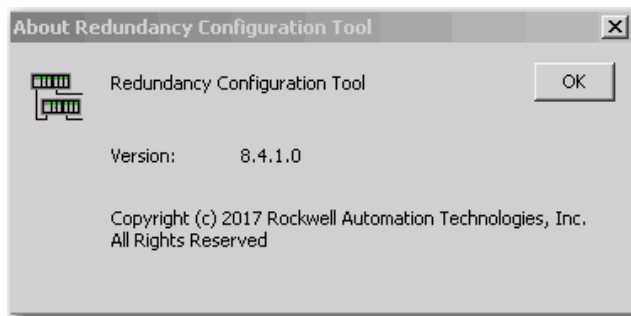 About Redundancy Configuration Tool
Redundancy Configuration Tool
OK
Version: 8.4.1.0
Copyright (c) 2017 Rockwell Automation Technologies, Inc.
All Rights Reserved